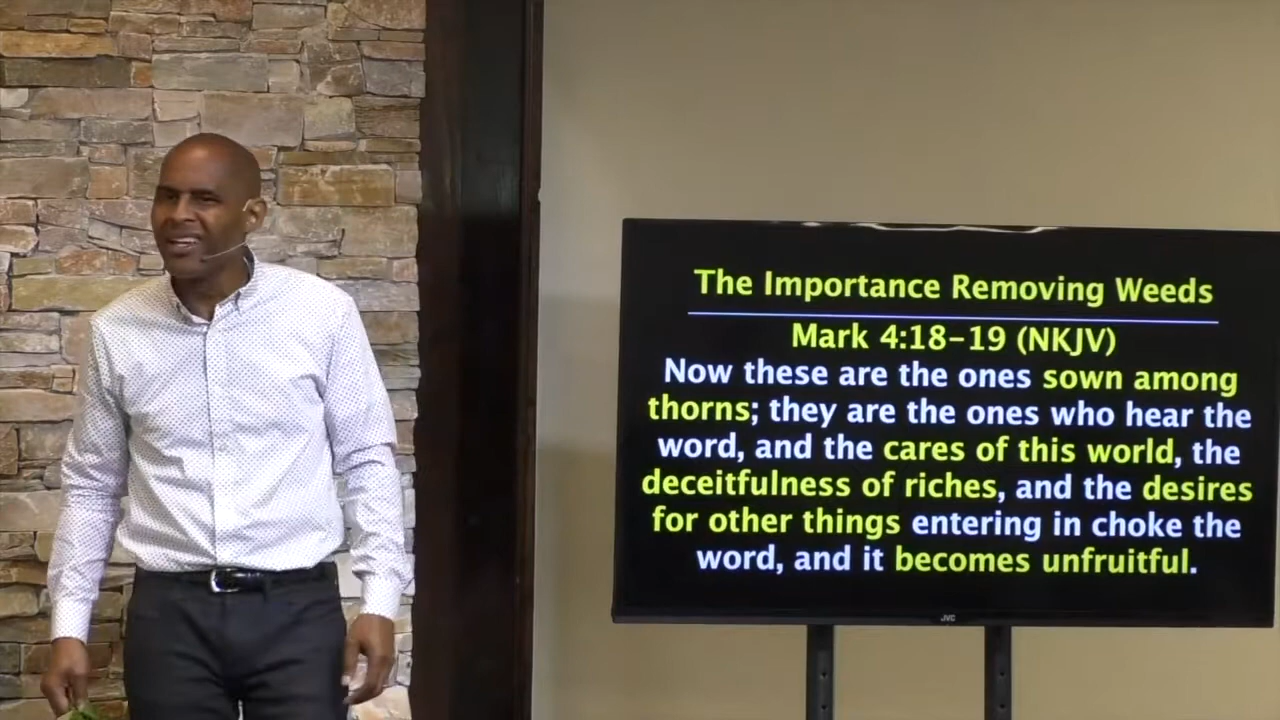 The Importance Removing Weeds
Mark 4:18-19 (NKJV)
Now these are the ones sown among
thorns; they are the ones who hear the
word, and the cares of this world, the
deceitfulness of riches, and the desires
for other things entering in choke the
word, and it becomes unfruitful.
JVC